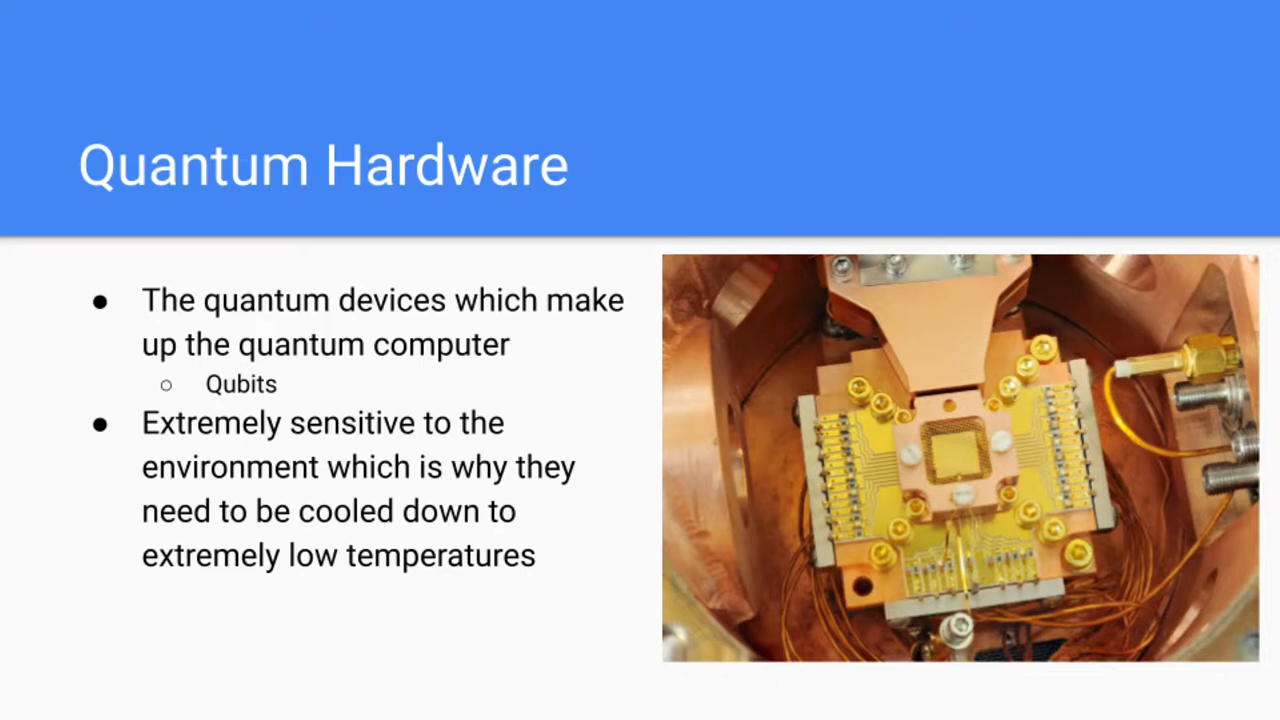 Quantum Hardware
● The quantum devices which make
up the quantum computer
○ Qubits
● Extremely sensitive to the
environment which is why they
need to be cooled down to
extremely low temperatures